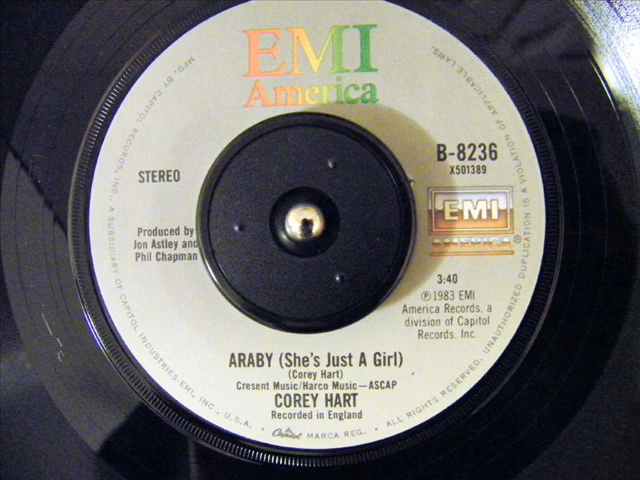 EMI
America
B-8236
X501389
STEREO
EMI
AMERICA®
Produced by
Jon Astley and
Phil Chapman
3:40
℗1983 EMI
America Records, a
division of Capitol
Records, Inc.
ARABY (She's Just A Girl)
(Corey Hart)
Cresent Music/Harco Music—ASCAP
COREY HART
Recorded in England
MFG. BY CAPITOL RECORDS, INC., A SUBSIDIARY OF CAPITOL INDUSTRIES-EMI, INC., U.S.A. Capitol MARCA REG. ALL RIGHTS RESERVED. UNAUTHORIZED DUPLICATION IS A VIOLATION OF APPLICABLE LAWS.